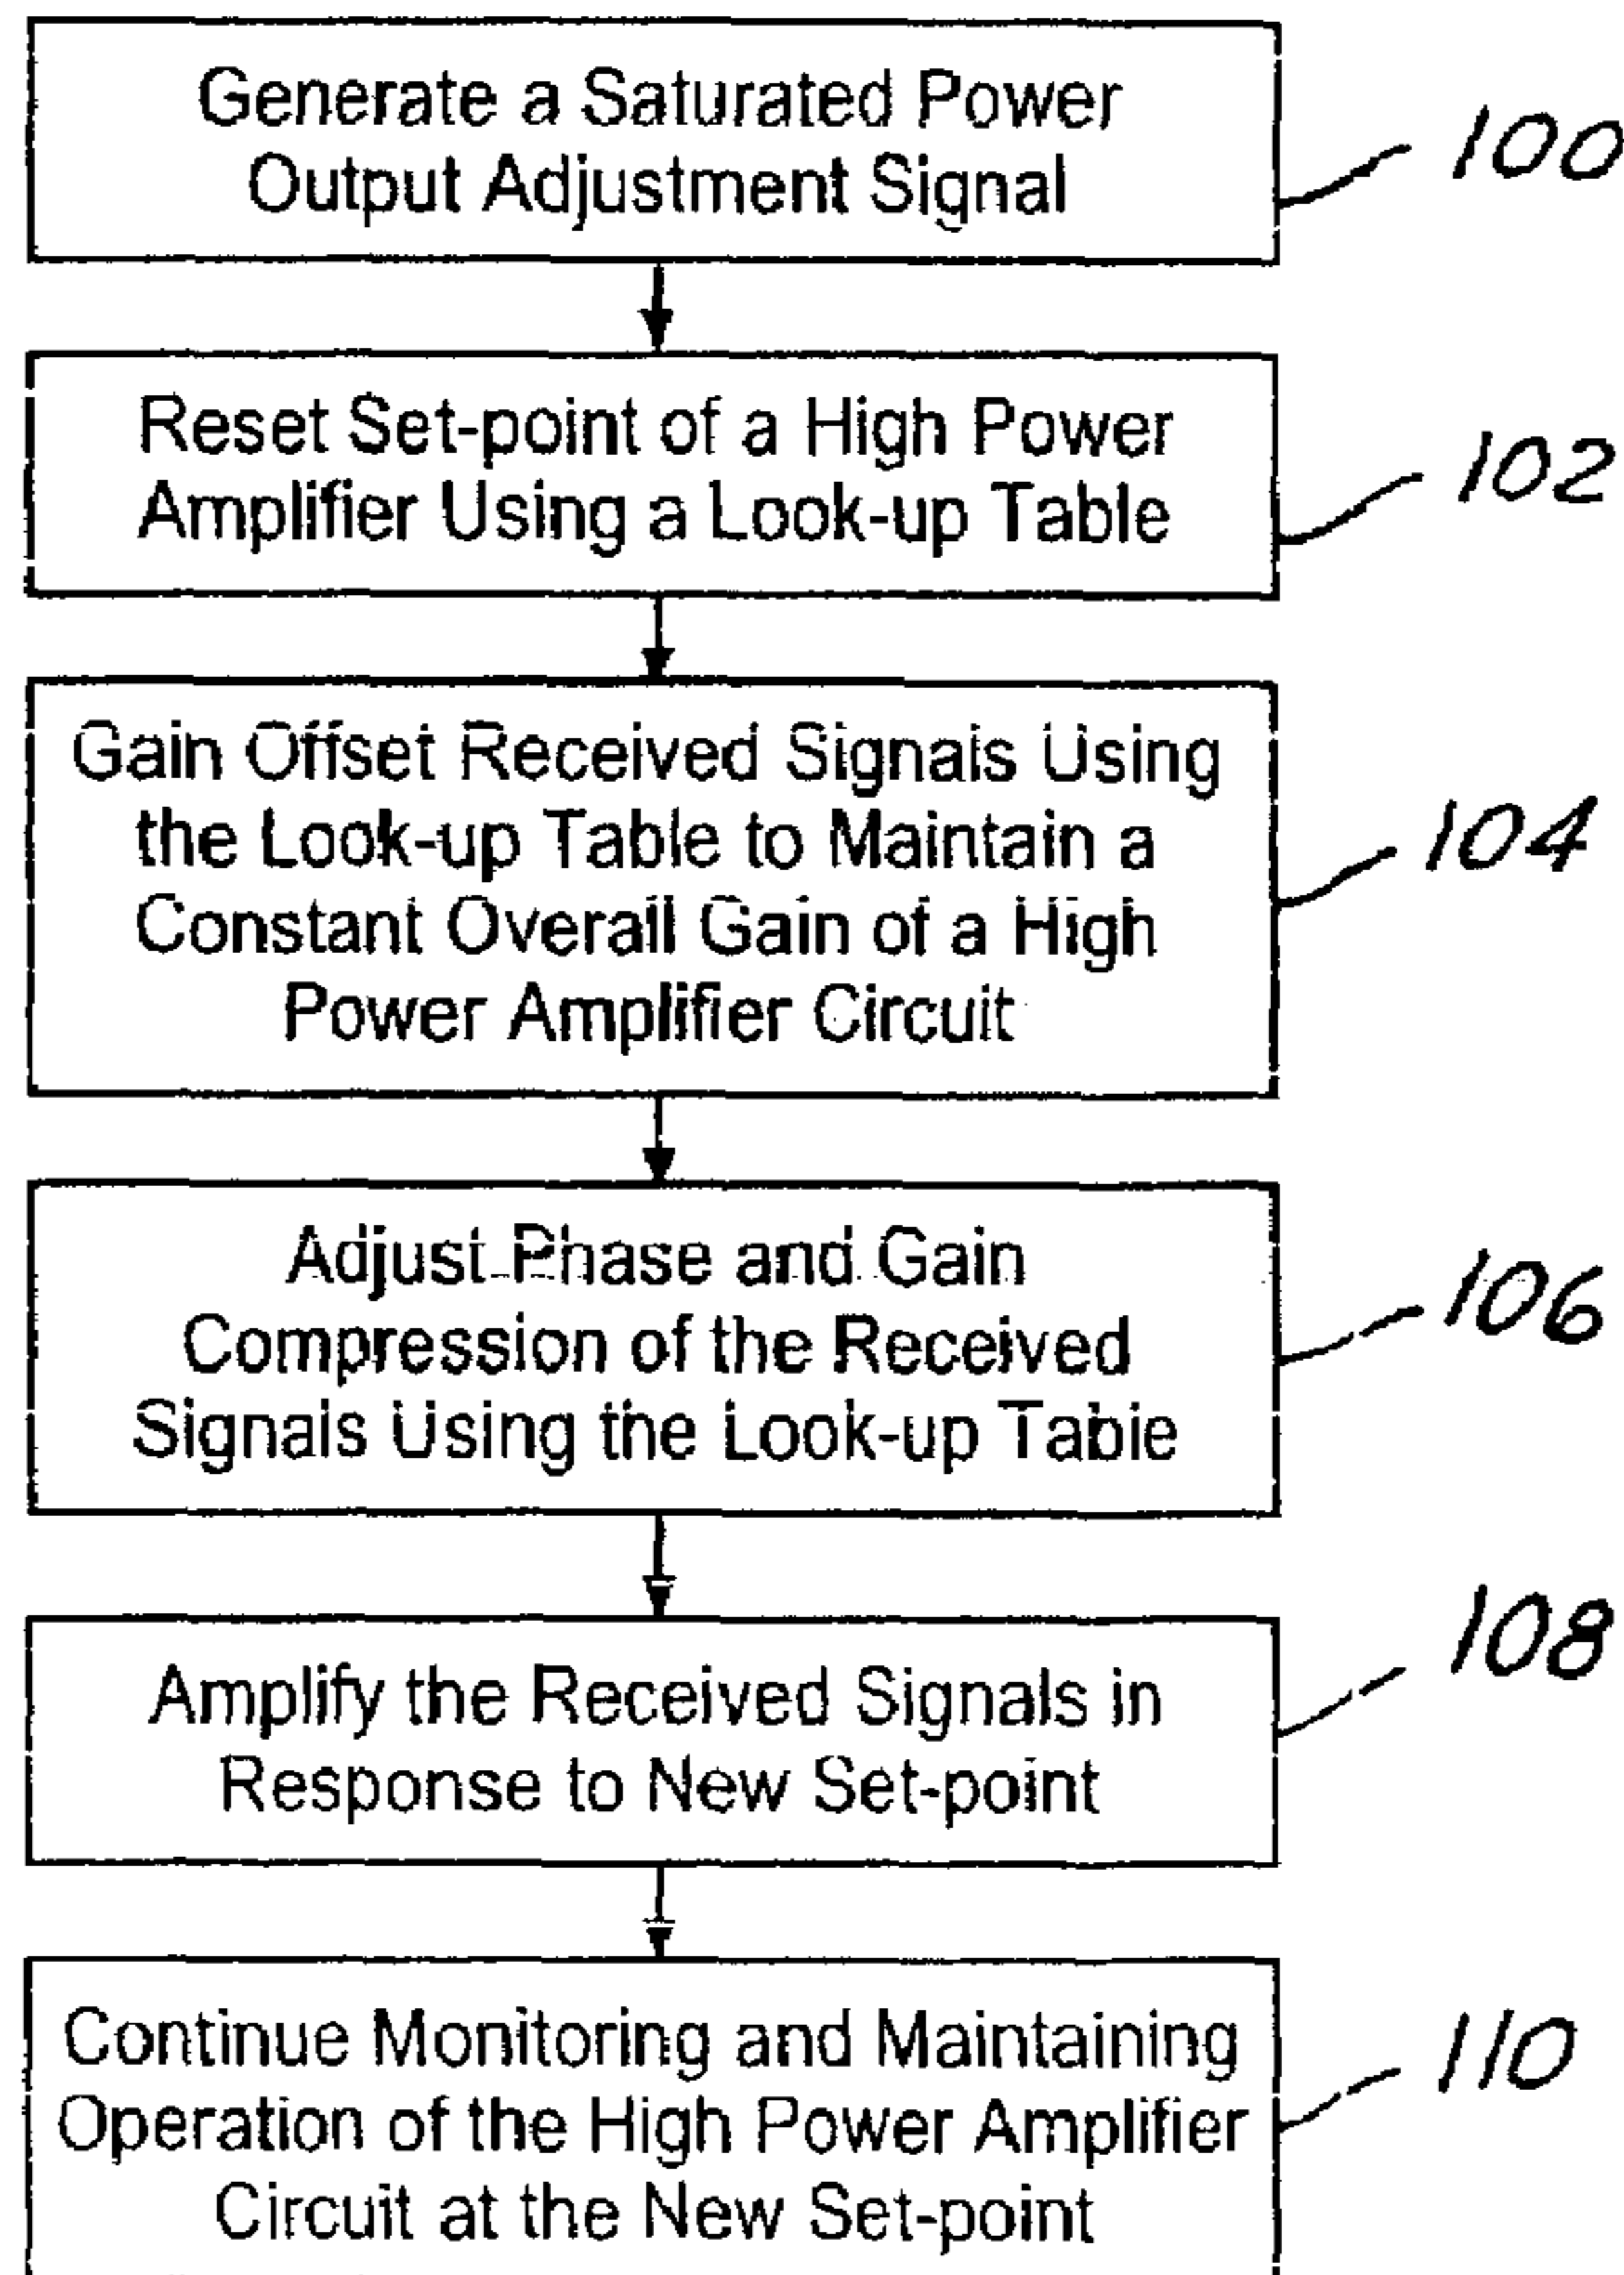 Generate a Saturated Power
Output Adjustment Signal
100
Reset Set-point of a High Power
Amplifier Using a Look-up Table
102
Gain Offset Received Signals Using
the Look-up Table to Maintain a
Constant Overall Gain of a High
Power Amplifier Circuit
104
Adjust Phase and Gain
Compression of the Received
Signals Using the Look-up Table
106
Amplify the Received Signals in
Response to New Set-point
108
Continue Monitoring and Maintaining
Operation of the High Power Amplifier
Circuit at the New Set-point
110